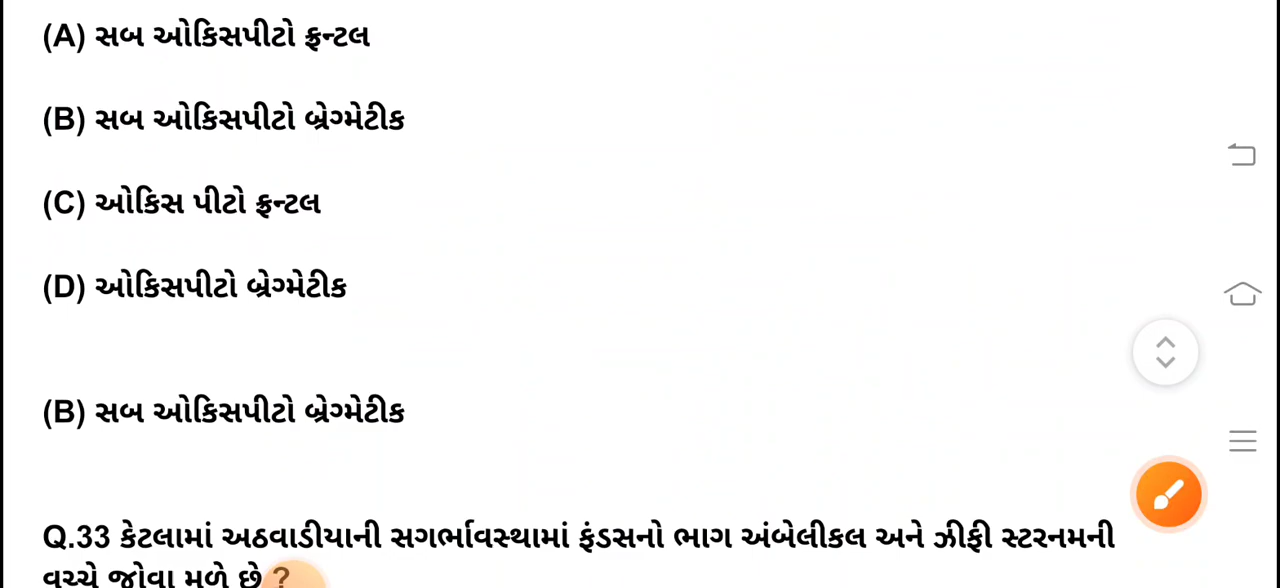 (A) સબ ઓકિસપીટો ફ્રન્ટલ
(B) સબ ઓકિસપીટો બ્રેગ્મેટીક
(C) ઓકિસ પીટો ફ્રન્ટલ
(D) ઓકિસપીટો બ્રેગ્મેટીક
(B) સબ ઓકિસપીટો બ્રેગ્મેટીક
Q.33 કેટલામાં અઠવાડીયાની સગર્ભાવસ્થામાં ફંડસનો ભાગ અંબેલીકલ અને ઝીફી સ્ટરનમની
વચ્ચે જોવા મળે છે ?